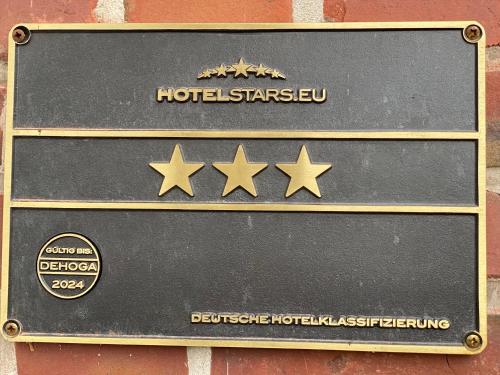 HOTELSTARS.EU
GÜLTIG BIS:
DEHOGA
2024
DEUTSCHE HOTELKLASSIFIZIERUNG